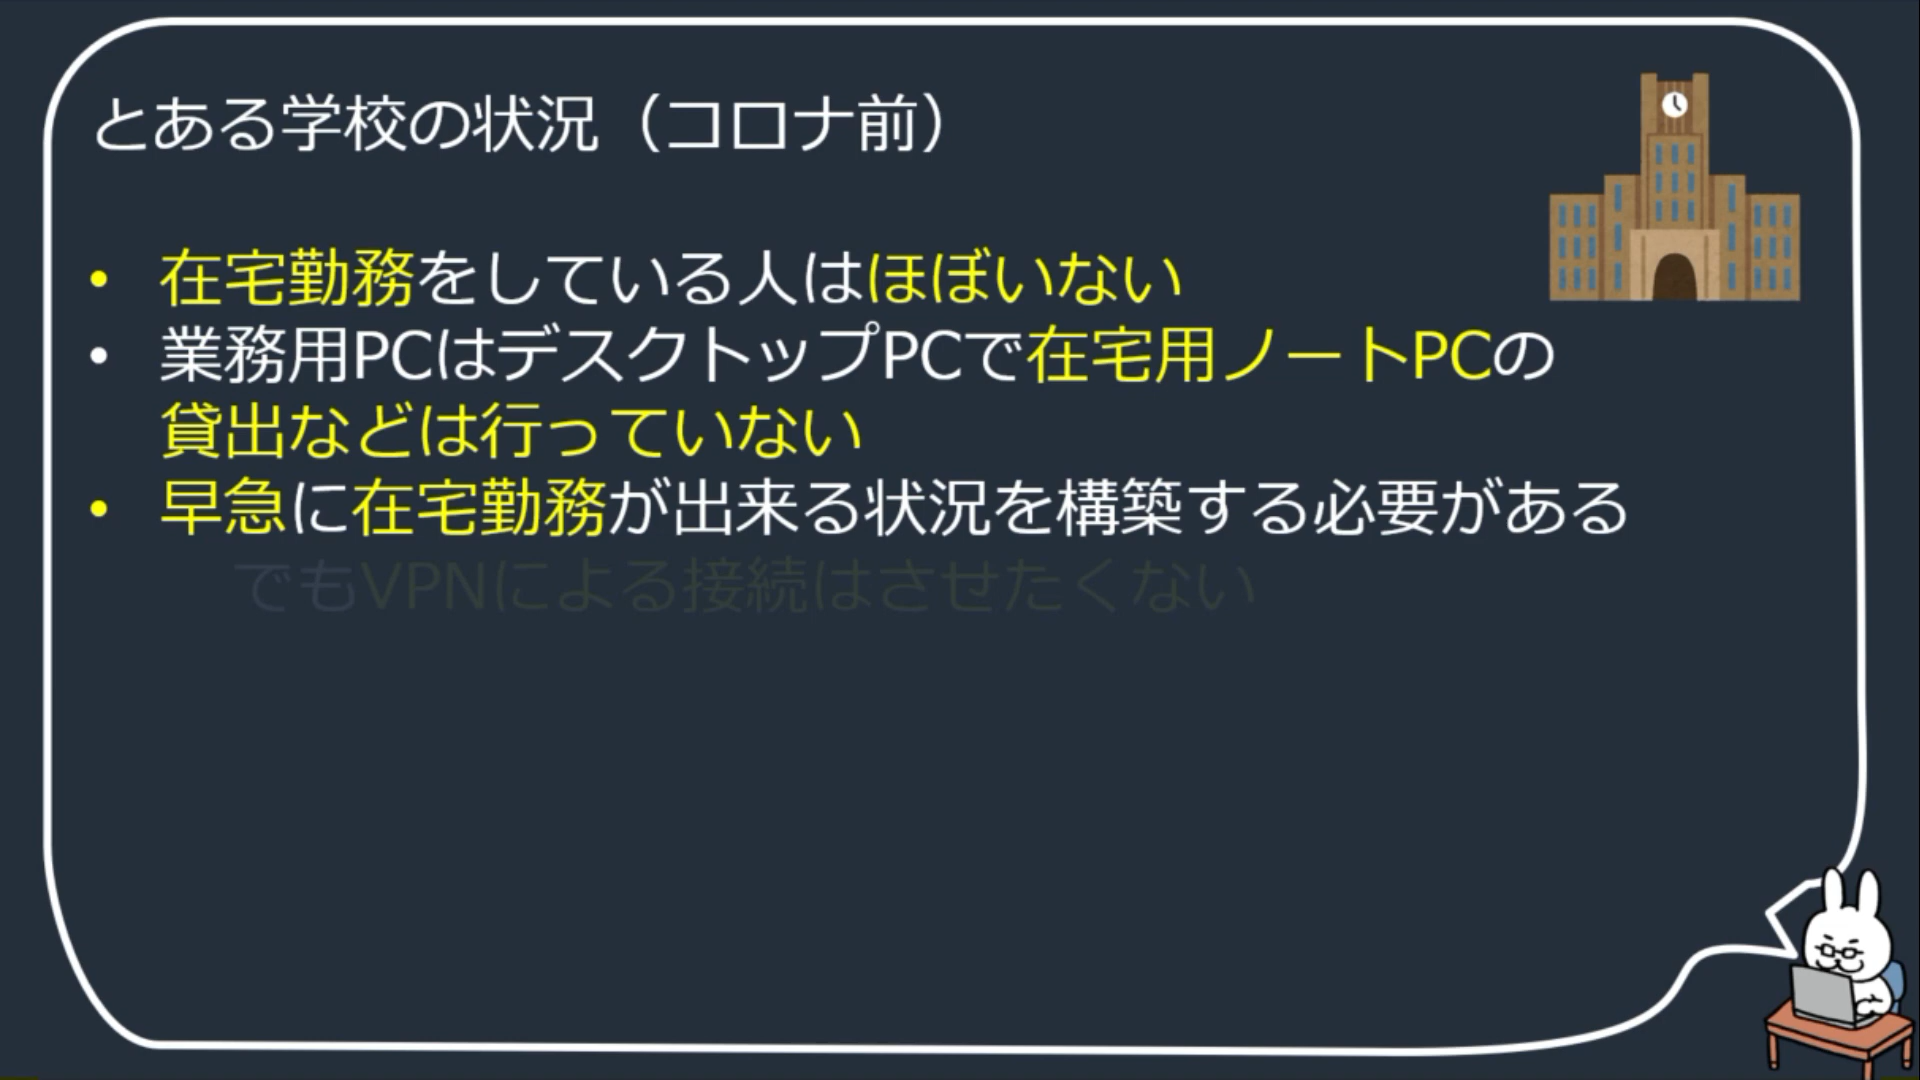 とある学校の状況（コロナ前）
• 在宅勤務をしている人はほぼいない
• 業務用PCはデスクトップPCで在宅用ノートPCの
貸出などは行っていない
• 早急に在宅勤務が出来る状況を構築する必要がある
でもVPNによる接続はさせたくない